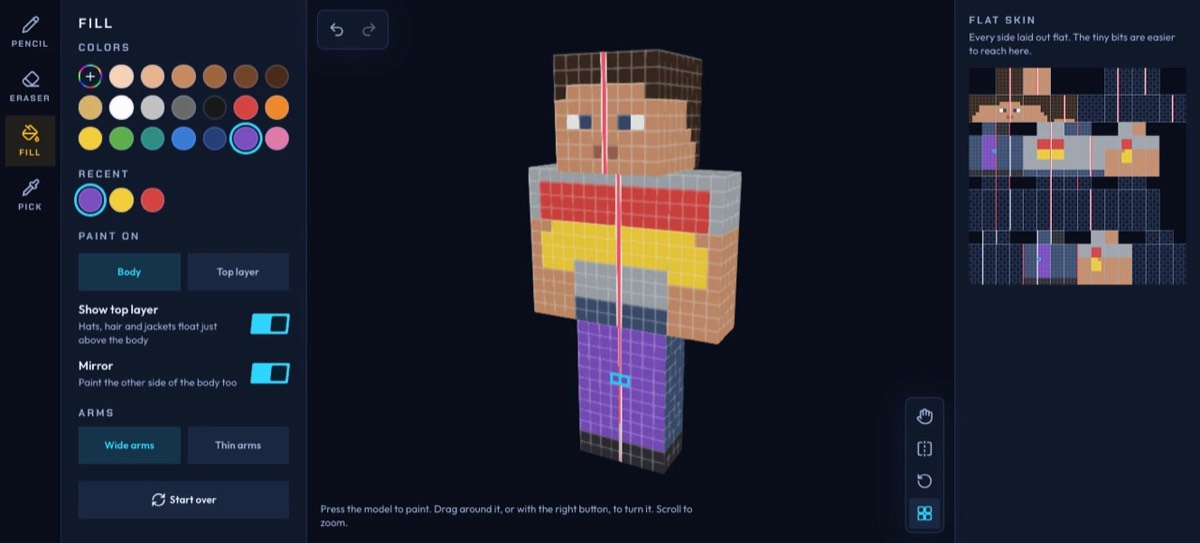 PENCIL
ERASER
FILL
PICK
FILL
COLORS
RECENT
PAINT ON
Body
Top layer
Show top layer
Hats, hair and jackets float just
above the body
Mirror
Paint the other side of the body too
ARMS
Wide arms
Thin arms
Start over
Press the model to paint. Drag around it, or with the right button, to turn it. Scroll to
zoom.
FLAT SKIN
Every side laid out flat. The tiny bits are easier
to reach here.